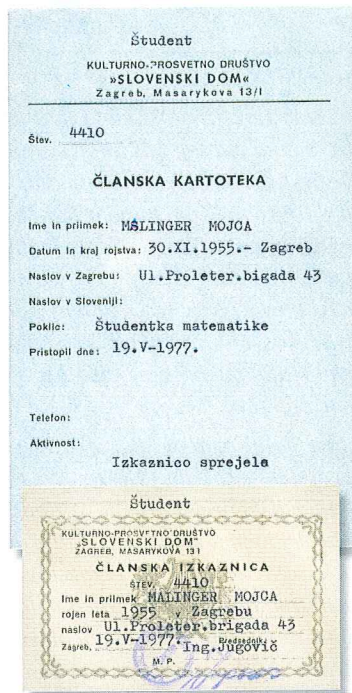 Študent
KULTURNO-PROSVETNO DRUŠTVO
»SLOVENSKI DOM«
Zagreb, Masarykova 13/I
Štev. 4410
ČLANSKA KARTOTEKA
Ime in priimek: MALINGER MOJCA
Datum in kraj rojstva: 30.XI.1955.- Zagreb
Naslov v Zagrebu: Ul.Proleter.bigada 43
Naslov v Sloveniji:
Poklic: Študentka matematike
Pristopil dne: 19.V-1977.
Telefon:
Aktivnost:
Izkaznico sprejela
Študent
KULTURNO-PROSVETNO DRUŠTVO
„SLOVENSKI DOM”
ZAGREB, MASARYKOVA 13 I
ČLANSKA IZKAZNICA
ŠTEV. 4410
Ime in priimek MALINGER MOJCA
rojen leta 1955 v Zagrebu
naslov Ul.Proleter.brigada 43
Zagreb, 19.V-1977. Predsednik:
Ing.Jugovič
M. P.